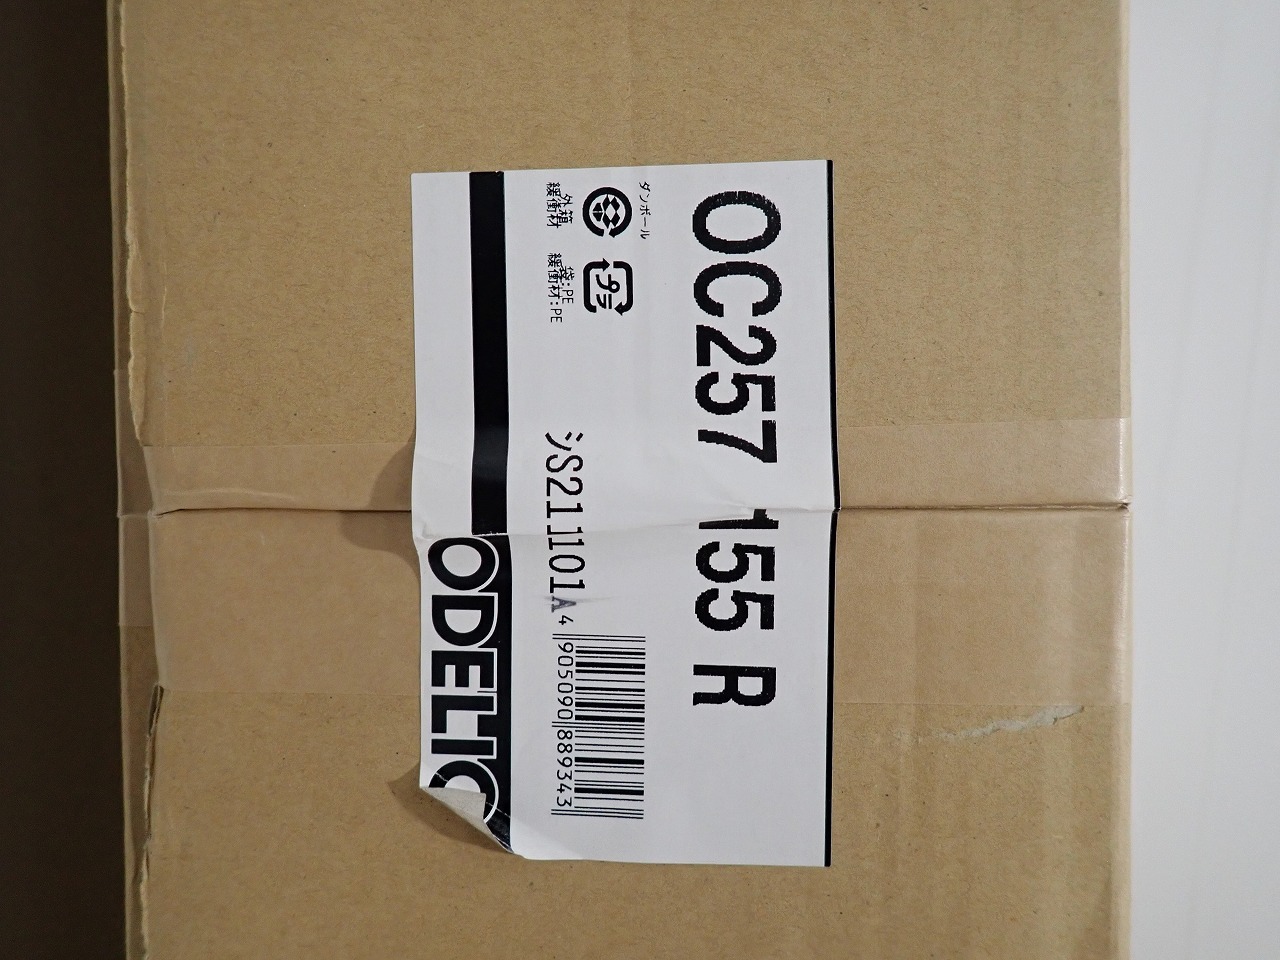 OC257 155 R
ダンボール
外箱
緩衝材
プラ
袋:PE
緩衝材:PE
シS211101A
4 905090 889343
ODELIC